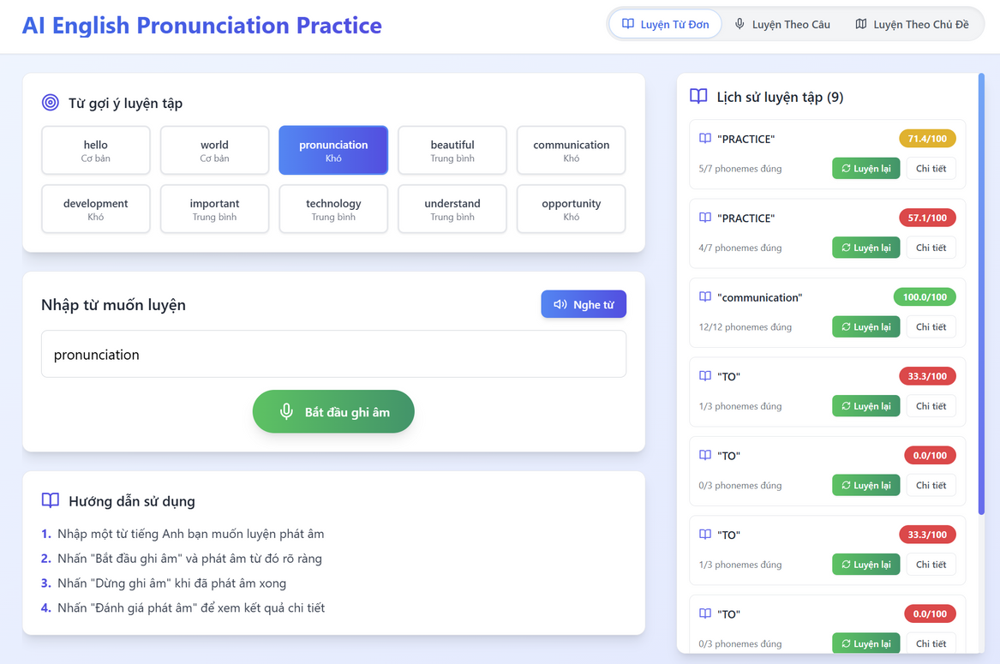 AI English Pronunciation Practice
Luyện Từ Đơn
Luyện Theo Câu
Luyện Theo Chủ Đề
Từ gợi ý luyện tập
hello
Cơ bản
world
Cơ bản
pronunciation
Khó
beautiful
Trung bình
communication
Khó
development
Khó
important
Trung bình
technology
Trung bình
understand
Trung bình
opportunity
Khó
Nhập từ muốn luyện
Nghe từ
pronunciation
Bắt đầu ghi âm
Hướng dẫn sử dụng
1. Nhập một từ tiếng Anh bạn muốn luyện phát âm
2. Nhấn "Bắt đầu ghi âm" và phát âm từ đó rõ ràng
3. Nhấn "Dừng ghi âm" khi đã phát âm xong
4. Nhấn "Đánh giá phát âm" để xem kết quả chi tiết
Lịch sử luyện tập (9)
"PRACTICE" 71.4/100
5/7 phonemes đúng Luyện lại Chi tiết
"PRACTICE" 57.1/100
4/7 phonemes đúng Luyện lại Chi tiết
"communication" 100.0/100
12/12 phonemes đúng Luyện lại Chi tiết
"TO" 33.3/100
1/3 phonemes đúng Luyện lại Chi tiết
"TO" 0.0/100
0/3 phonemes đúng Luyện lại Chi tiết
"TO" 33.3/100
1/3 phonemes đúng Luyện lại Chi tiết
"TO" 0.0/100
0/3 phonemes đúng Luyện lại Chi tiết